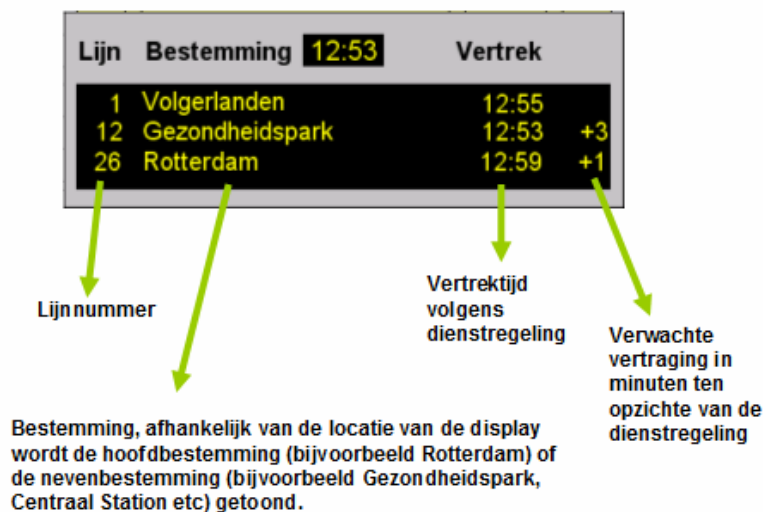 Lijn Bestemming 12:53 Vertrek
1 Volgerlanden 12:55
12 Gezondheidspark 12:53 +3
26 Rotterdam 12:59 +1
Lijnnummer
Vertrektijd
volgens
dienstregeling
Verwachte
vertraging in
minuten ten
opzichte van de
dienstregeling
Bestemming, afhankelijk van de locatie van de display
wordt de hoofdbestemming (bijvoorbeeld Rotterdam) of
de nevenbestemming (bijvoorbeeld Gezondheidspark,
Centraal Station etc) getoond.